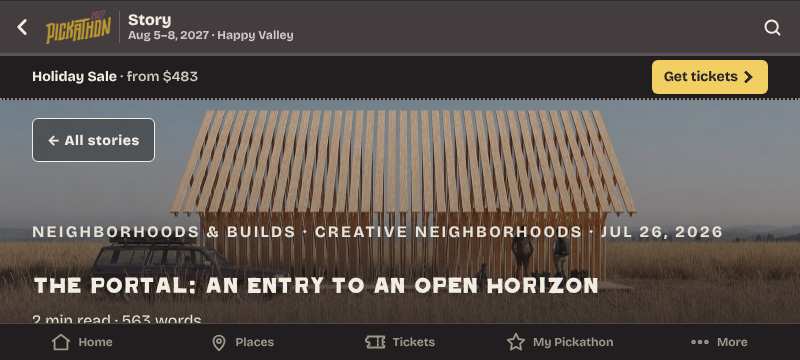 PICKATHON
Story
Aug 5–8, 2027 · Happy Valley
Holiday Sale · from $483
Get tickets
← All stories
NEIGHBORHOODS & BUILDS · CREATIVE NEIGHBORHOODS · JUL 26, 2026
THE PORTAL: AN ENTRY TO AN OPEN HORIZON
2 min read · 563 words
Home
Places
Tickets
My Pickathon
More